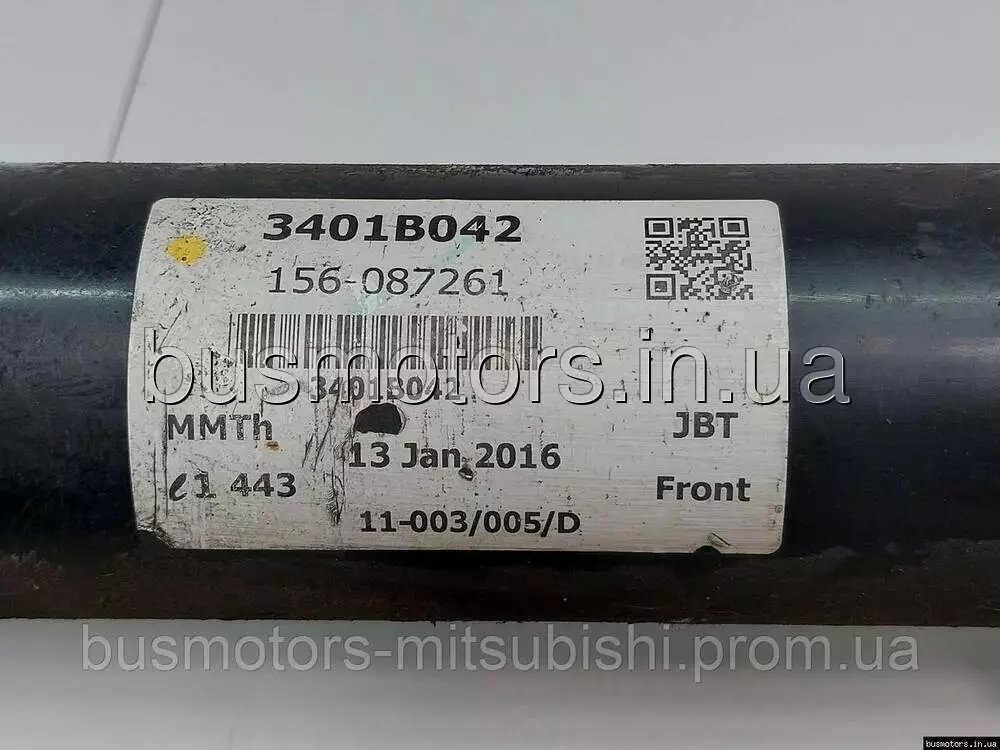 3401B042
156-087261
busmotors.in.ua
3401B042
MMTh
JBT
13 Jan 2016
1 443
Front
11-003/005/D
busmotors-mitsubishi.prom.ua
busmotors.in.ua